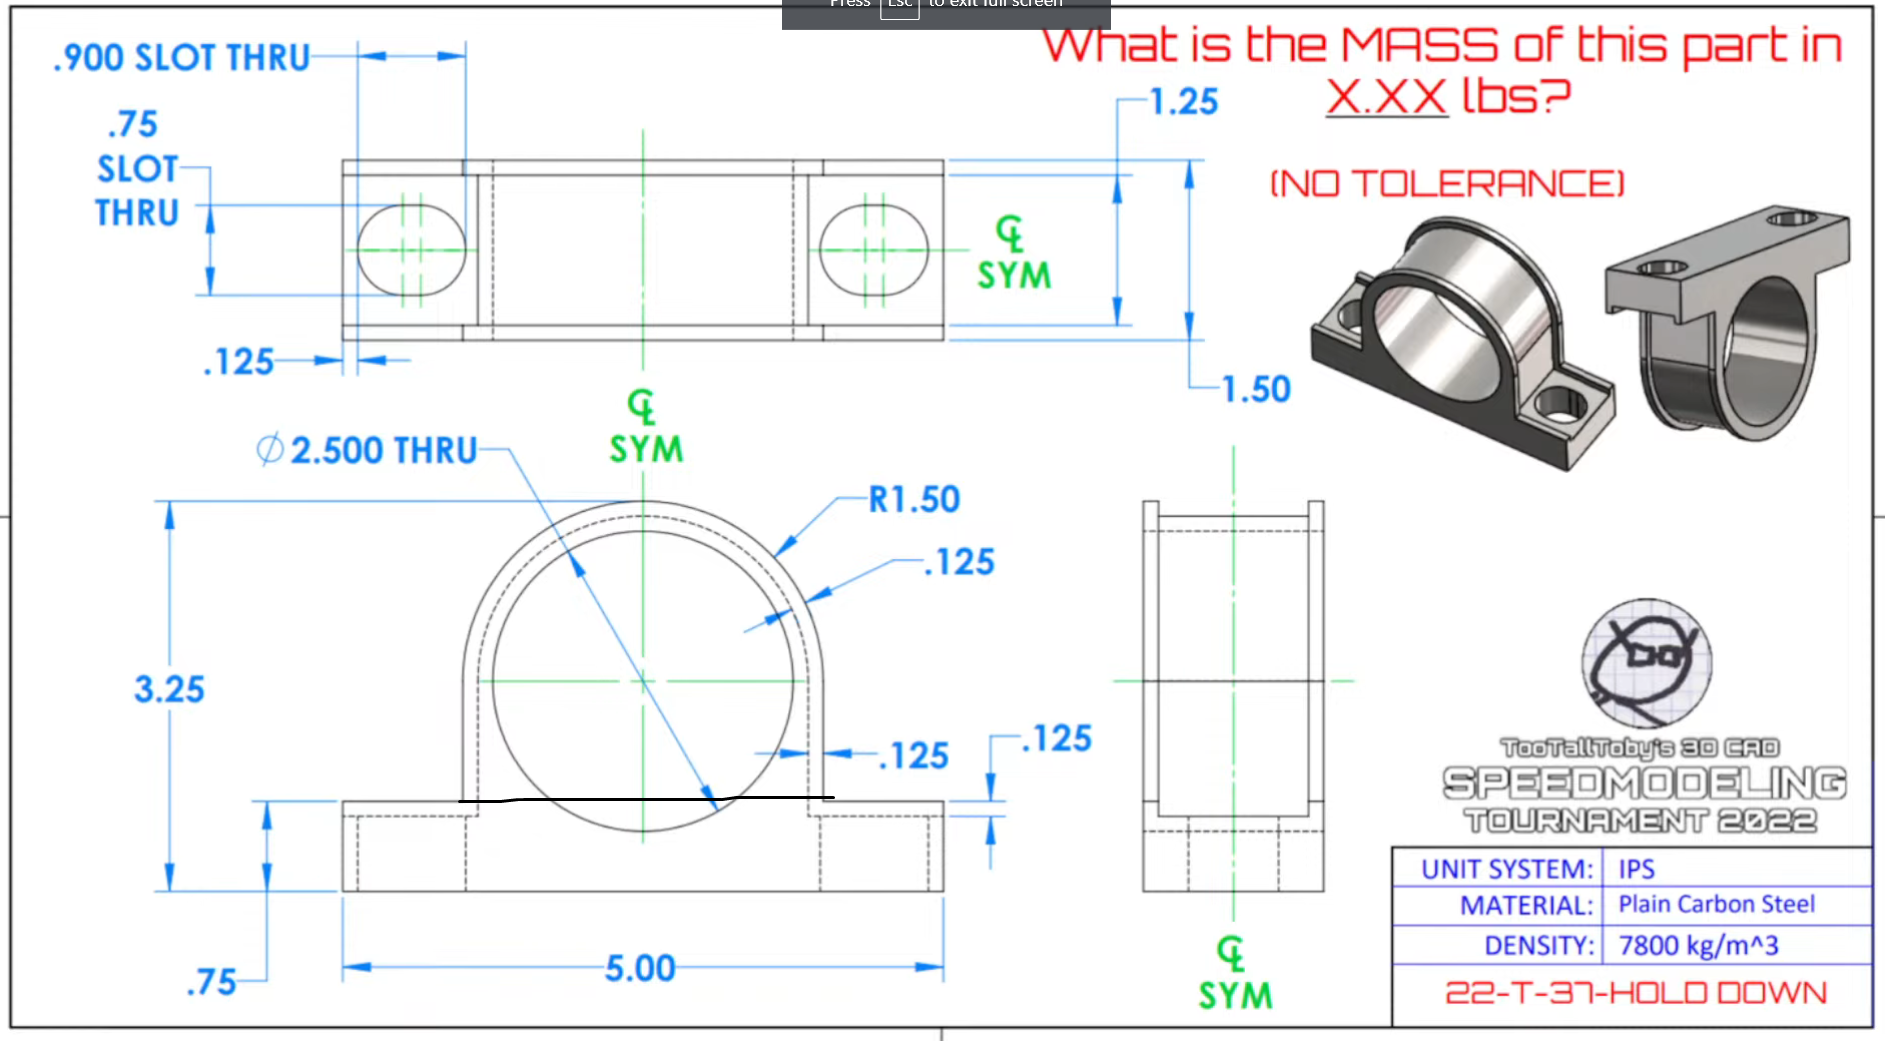 Press Esc to exit full screen
What is the MASS of this part in
X.XX lbs?
(NO TOLERANCE)
.900 SLOT THRU
.75
SLOT
THRU
1.25
℄
SYM
.125
1.50
℄
SYM
∅2.500 THRU
R1.50
.125
3.25
.125
.125
.75
5.00
℄
SYM
TooTallToby's 3D CAD
SPEEDMODELING
TOURNAMENT 2022
UNIT SYSTEM: IPS
MATERIAL: Plain Carbon Steel
DENSITY: 7800 kg/m^3
22-T-37-HOLD DOWN